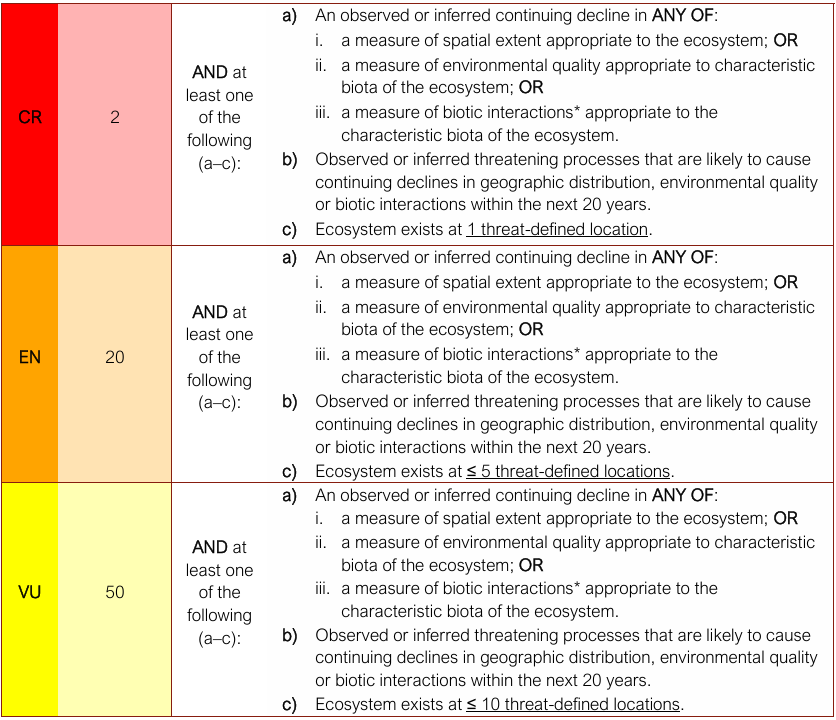 CR
2
AND at
least one
of the
following
(a–c):
a) An observed or inferred continuing decline in ANY OF:
i. a measure of spatial extent appropriate to the ecosystem; OR
ii. a measure of environmental quality appropriate to characteristic
biota of the ecosystem; OR
iii. a measure of biotic interactions* appropriate to the
characteristic biota of the ecosystem.
b) Observed or inferred threatening processes that are likely to cause
continuing declines in geographic distribution, environmental quality
or biotic interactions within the next 20 years.
c) Ecosystem exists at 1 threat-defined location.
EN
20
AND at
least one
of the
following
(a–c):
a) An observed or inferred continuing decline in ANY OF:
i. a measure of spatial extent appropriate to the ecosystem; OR
ii. a measure of environmental quality appropriate to characteristic
biota of the ecosystem; OR
iii. a measure of biotic interactions* appropriate to the
characteristic biota of the ecosystem.
b) Observed or inferred threatening processes that are likely to cause
continuing declines in geographic distribution, environmental quality
or biotic interactions within the next 20 years.
c) Ecosystem exists at ≤ 5 threat-defined locations.
VU
50
AND at
least one
of the
following
(a–c):
a) An observed or inferred continuing decline in ANY OF:
i. a measure of spatial extent appropriate to the ecosystem; OR
ii. a measure of environmental quality appropriate to characteristic
biota of the ecosystem; OR
iii. a measure of biotic interactions* appropriate to the
characteristic biota of the ecosystem.
b) Observed or inferred threatening processes that are likely to cause
continuing declines in geographic distribution, environmental quality
or biotic interactions within the next 20 years.
c) Ecosystem exists at ≤ 10 threat-defined locations.